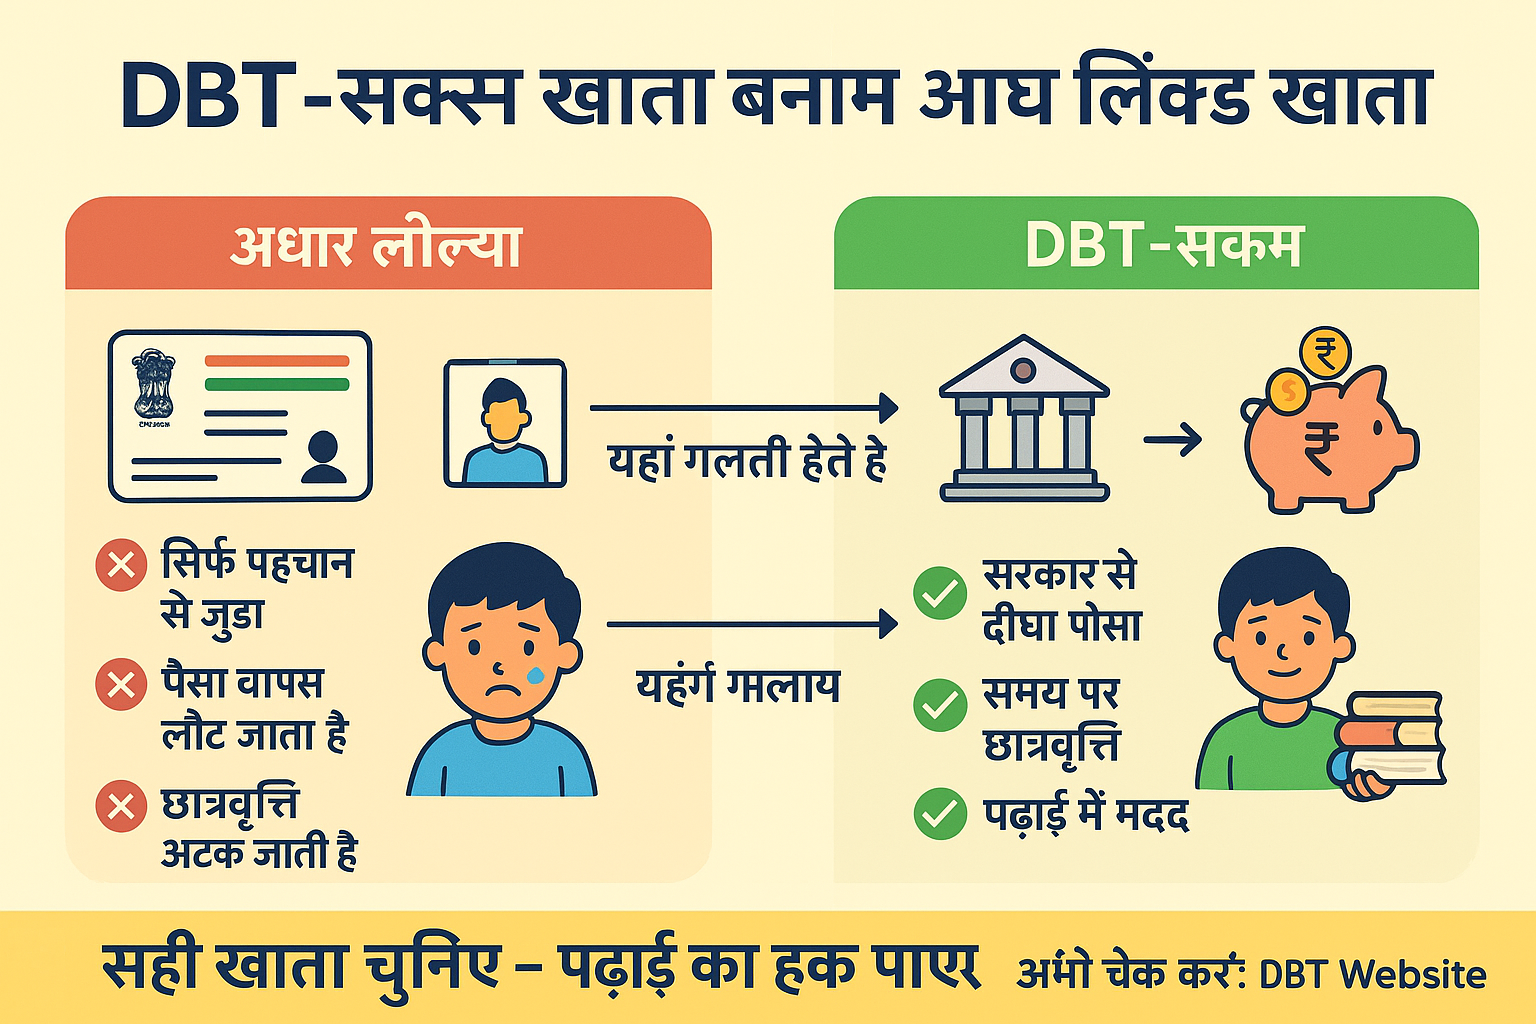 DBT-सक्स खाता बनाम आघ लिंक्ड खाता
अधार लोल्या
DBT-सकम
यहां गलती हेते हे
सिर्फ पहचान
से जुडा
पैसा वापस
लौट जाता है
छात्रवृत्ति
अटक जाती है
यहंर्ग गमलाय
सरकार से
दीघा पोसा
समय पर
छात्रवृत्ति
पढ़ाई में मदद
सही खाता चुनिए – पढ़ाई का हक पाएर
अंभो चेक करं: DBT Website